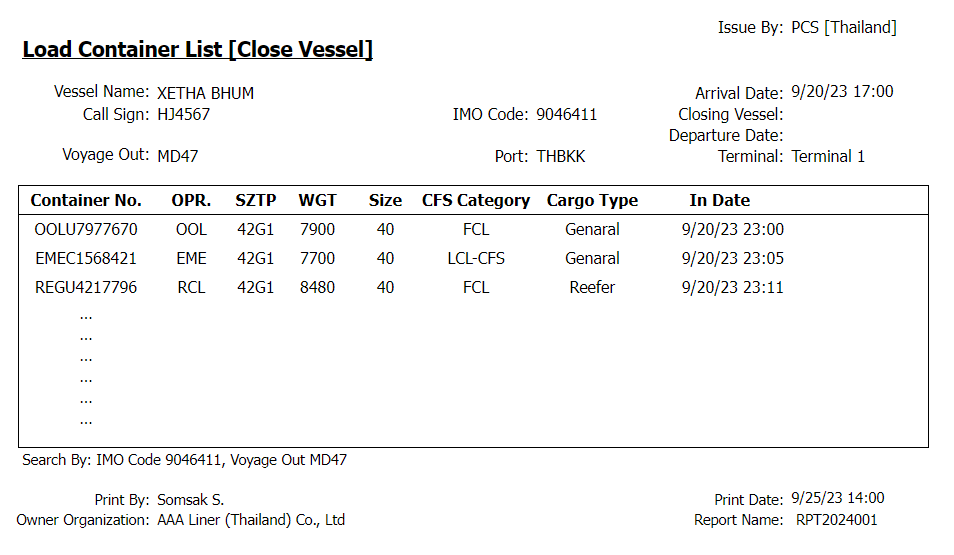 Issue By: PCS [Thailand]
Load Container List [Close Vessel]
Vessel Name: XETHA BHUM Arrival Date: 9/20/23 17:00
Call Sign: HJ4567 IMO Code: 9046411 Closing Vessel:
Departure Date:
Voyage Out: MD47 Port: THBKK Terminal: Terminal 1
Container No. OPR. SZTP WGT Size CFS Category Cargo Type In Date
OOLU7977670 OOL 42G1 7900 40 FCL Genaral 9/20/23 23:00
EMEC1568421 EME 42G1 7700 40 LCL-CFS Genaral 9/20/23 23:05
REGU4217796 RCL 42G1 8480 40 FCL Reefer 9/20/23 23:11
...
...
...
...
...
...
Search By: IMO Code 9046411, Voyage Out MD47
Print By: Somsak S. Print Date: 9/25/23 14:00
Owner Organization: AAA Liner (Thailand) Co., Ltd Report Name: RPT2024001